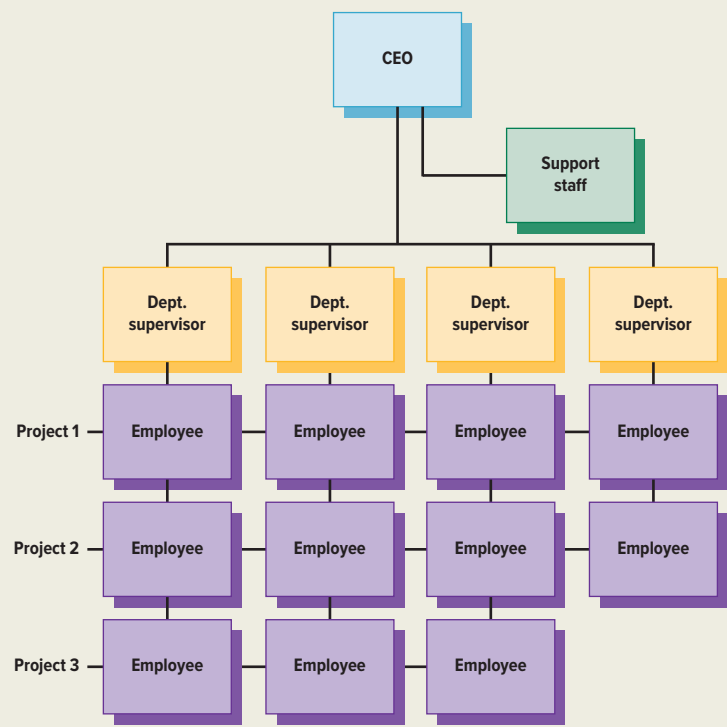 CEO
Support
staff
Dept.
supervisor
Dept.
supervisor
Dept.
supervisor
Dept.
supervisor
Project 1
Employee
Employee
Employee
Employee
Project 2
Employee
Employee
Employee
Employee
Project 3
Employee
Employee
Employee